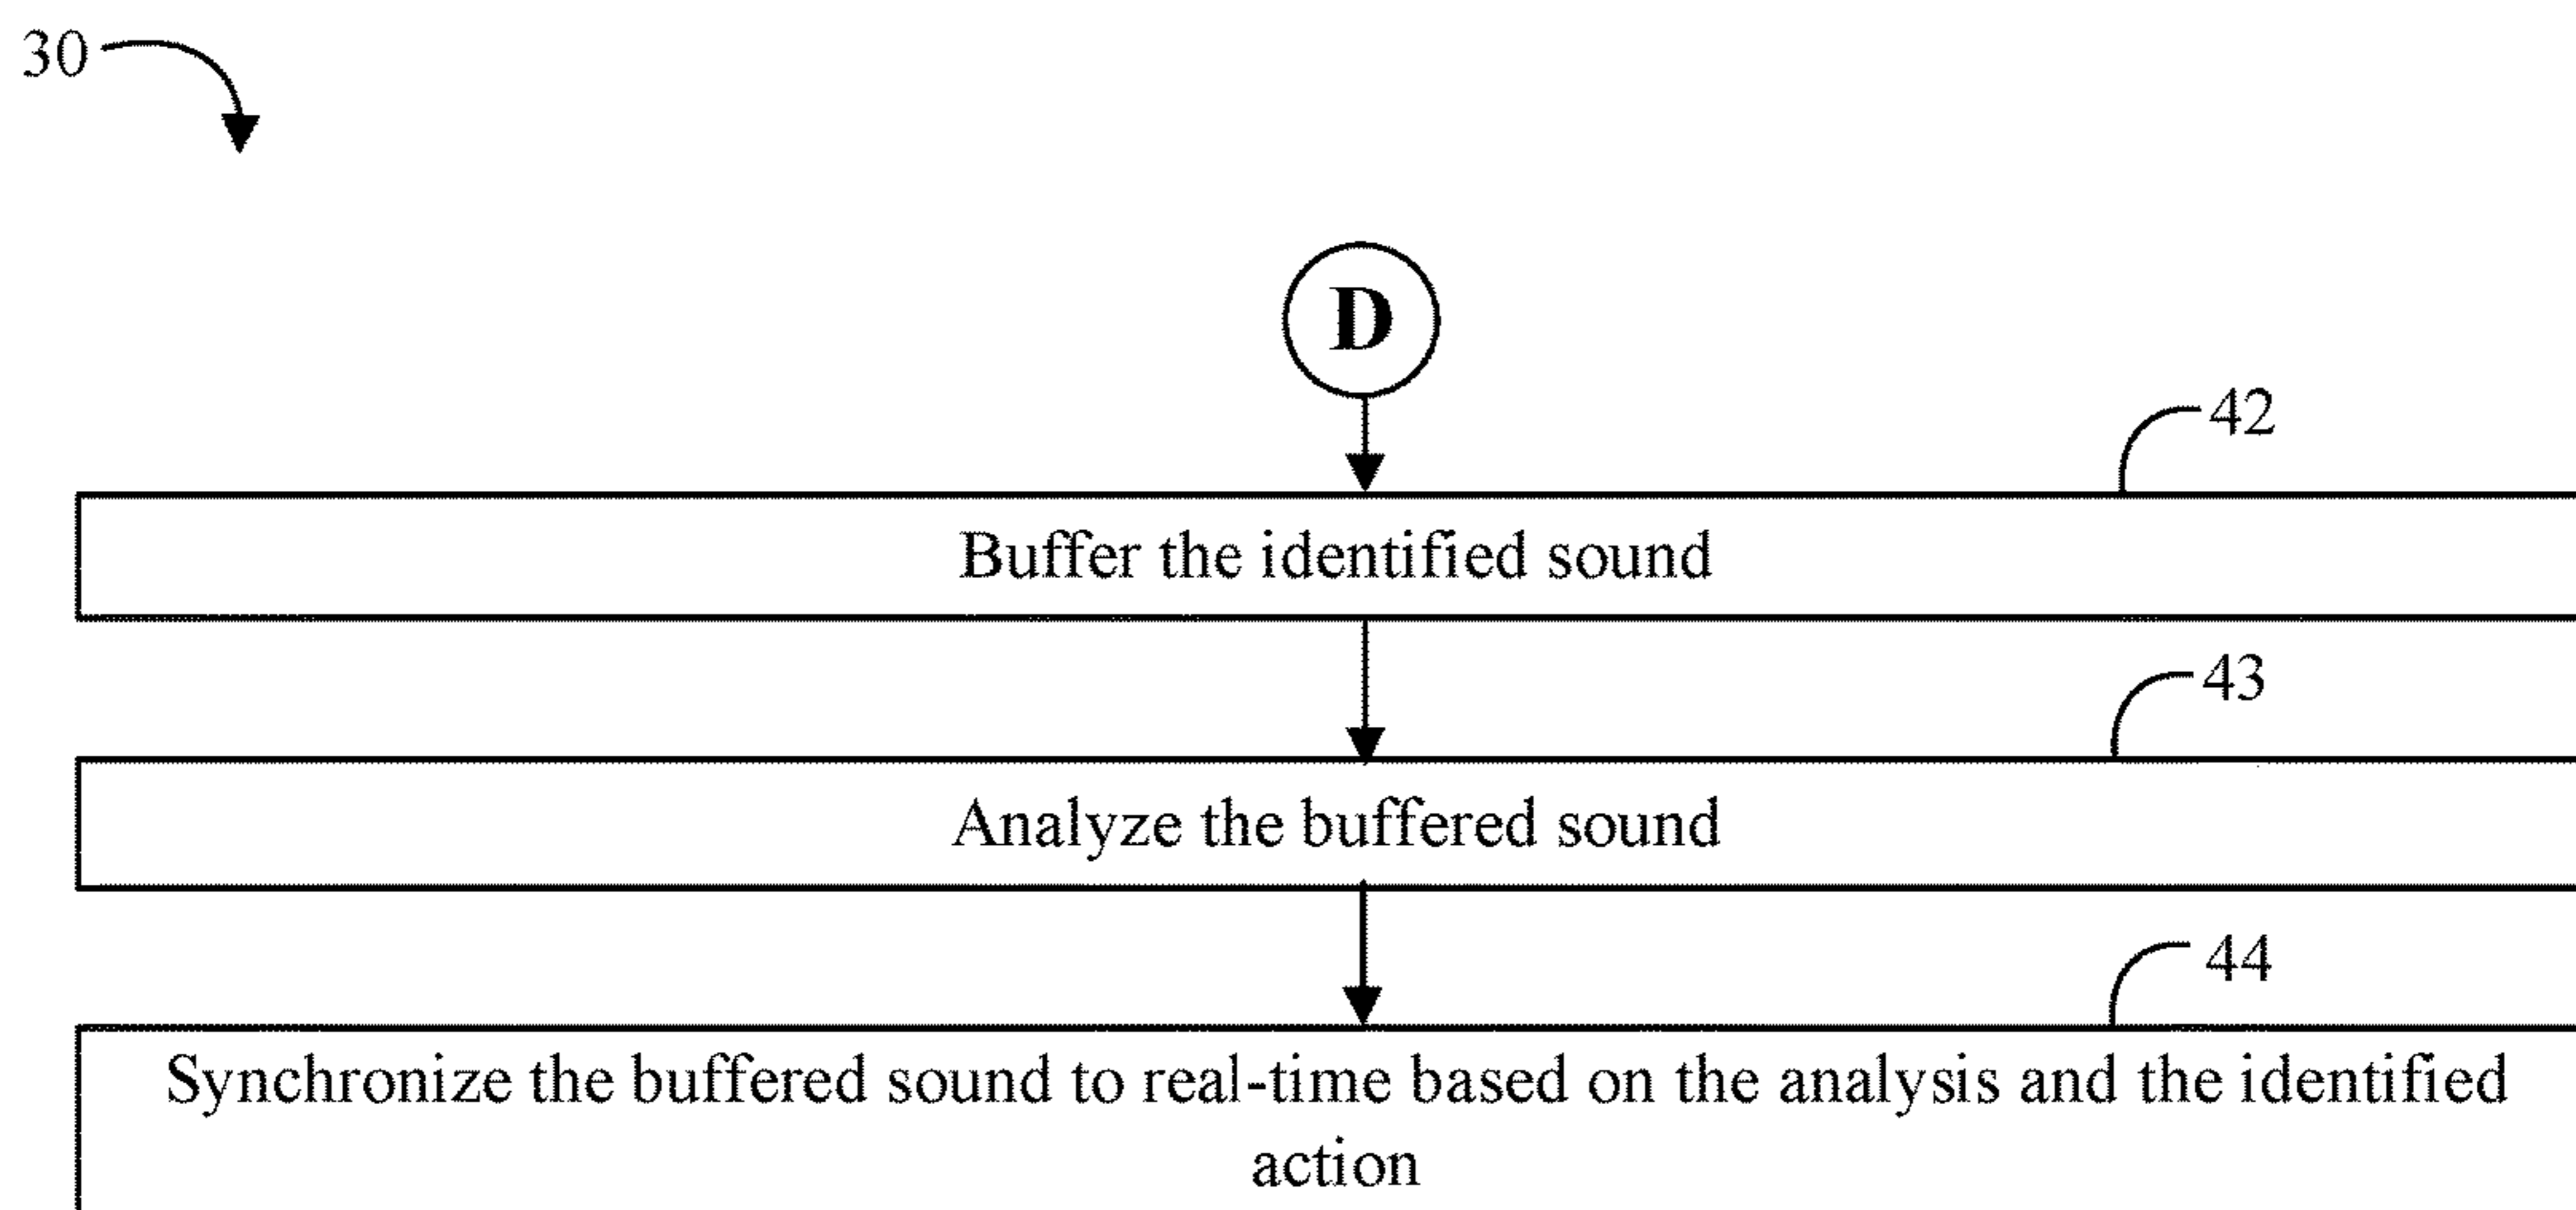 30
D
42
Buffer the identified sound
43
Analyze the buffered sound
44
Synchronize the buffered sound to real-time based on the analysis and the identified
action